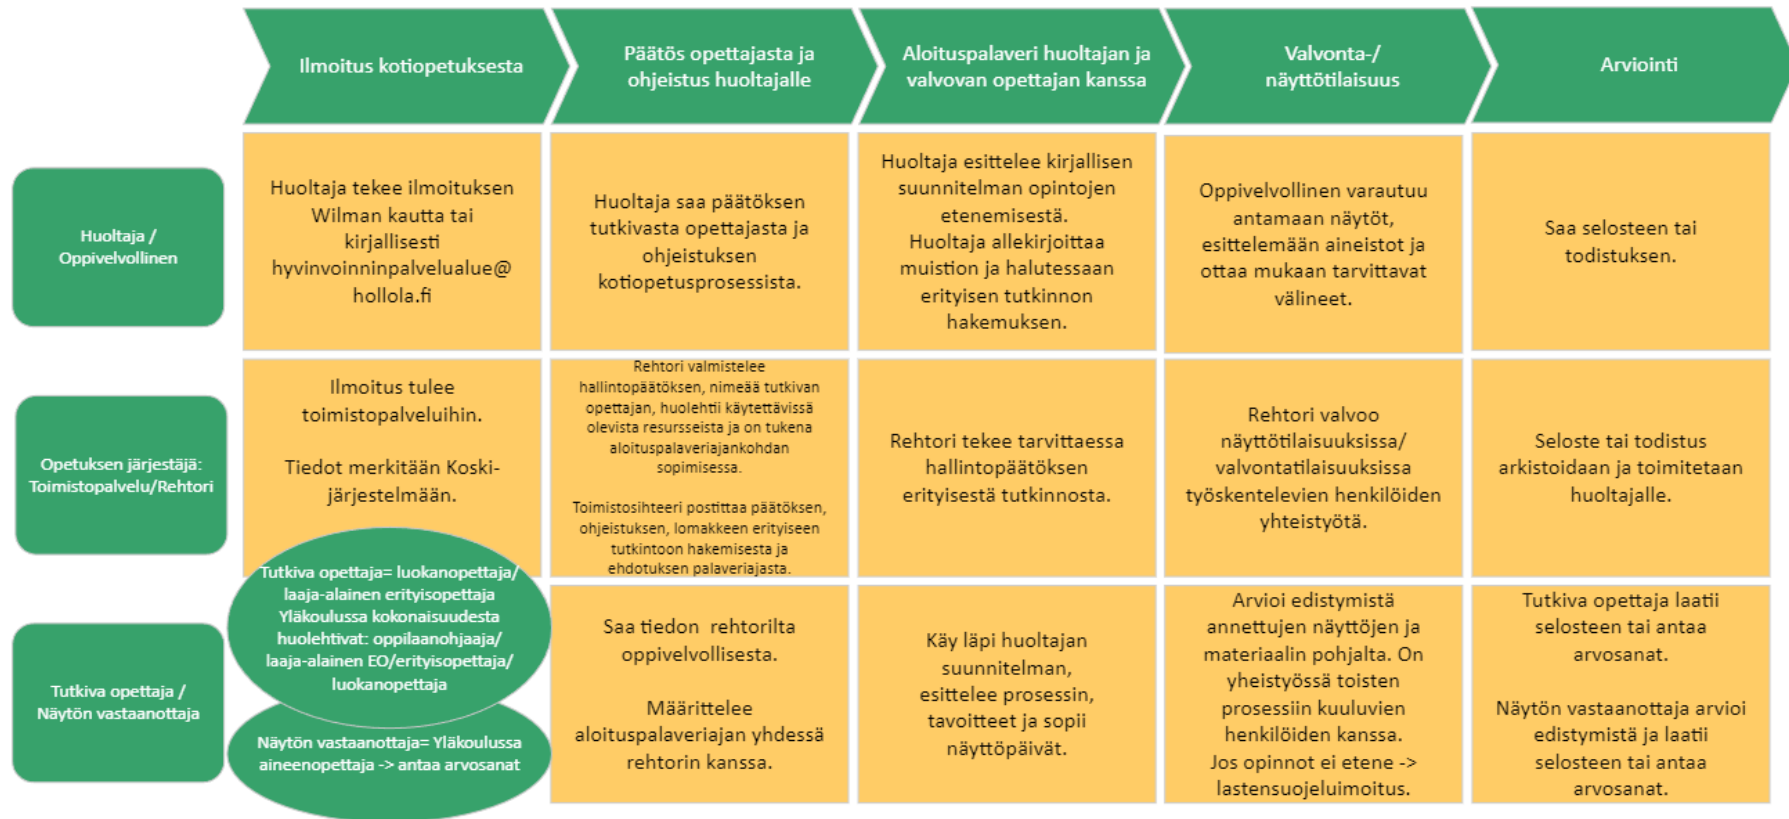 Ilmoitus kotiopetuksesta
Päätös opettajasta ja
ohjeistus huoltajalle
Aloituspalaveri huoltajan ja
valvovan opettajan kanssa
Valvonta-/
näyttötilaisuus
Arviointi
Huoltaja /
Oppivelvollinen
Huoltaja tekee ilmoituksen
Wilman kautta tai
kirjallisesti
hyvinvoinninpalvelualue@
hollola.fi
Huoltaja saa päätöksen
tutkivasta opettajasta ja
ohjeistuksen
kotiopetusprosessista.
Huoltaja esittelee kirjallisen
suunnitelman opintojen
etenemisestä.
Huoltaja allekirjoittaa
muistion ja halutessaan
erityisen tutkinnon
hakemuksen.
Oppivelvollinen varautuu
antamaan näytöt,
esittelemään aineistot ja
ottaa mukaan tarvittavat
välineet.
Saa selosteen tai
todistuksen.
Opetuksen järjestäjä:
Toimistopalvelu/Rehtori
Ilmoitus tulee
toimistopalveluihin.
Tiedot merkitään Koski-
järjestelmään.
Rehtori valmistelee
hallintopäätöksen, nimeää tutkivan
opettajan, huolehtii käytettävissä
olevista resursseista ja on tukena
aloituspalaveriajankohdan
sopimisessa.
Toimistosihteeri postittaa päätöksen,
ohjeistuksen, lomakkeen erityiseen
tutkintoon hakemisesta ja
ehdotuksen palaveriajasta.
Rehtori tekee tarvittaessa
hallintopäätöksen
erityisestä tutkinnosta.
Rehtori valvoo
näyttötilaisuuksissa/
valvontatilaisuuksissa
työskentelevien henkilöiden
yhteistyötä.
Seloste tai todistus
arkistoidaan ja toimitetaan
huoltajalle.
Tutkiva opettaja /
Näytön vastaanottaja
Tutkiva opettaja= luokanopettaja/
laaja-alainen erityisopettaja
Yläkoulussa kokonaisuudesta
huolehtivat: oppilaanohjaaja/
laaja-alainen EO/erityisopettaja/
luokanopettaja
Näytön vastaanottaja= Yläkoulussa
aineenopettaja -> antaa arvosanat
Saa tiedon rehtorilta
oppivelvollisesta.
Määrittelee
aloituspalaveriajan yhdessä
rehtorin kanssa.
Käy läpi huoltajan
suunnitelman,
esittelee prosessin,
tavoitteet ja sopii
näyttöpäivät.
Arvioi edistymistä
annettujen näyttöjen ja
materiaalin pohjalta. On
yheistyössä toisten
prosessiin kuuluvien
henkilöiden kanssa.
Jos opinnot ei etene ->
lastensuojeluimoitus.
Tutkiva opettaja laatii
selosteen tai antaa
arvosanat.
Näytön vastaanottaja arvioi
edistymistä ja laatii
selosteen tai antaa
arvosanat.